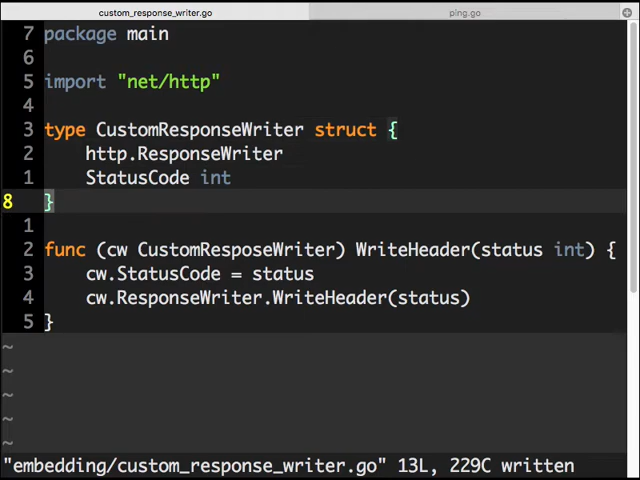 custom_response_writer.go ping.go
7 package main
6
5 import "net/http"
4
3 type CustomResponseWriter struct {
2 http.ResponseWriter
1 StatusCode int
8 }
1
2 func (cw CustomResposeWriter) WriteHeader(status int) {
3 cw.StatusCode = status
4 cw.ResponseWriter.WriteHeader(status)
5 }
~
~
~
~
~
"embedding/custom_response_writer.go" 13L, 229C written